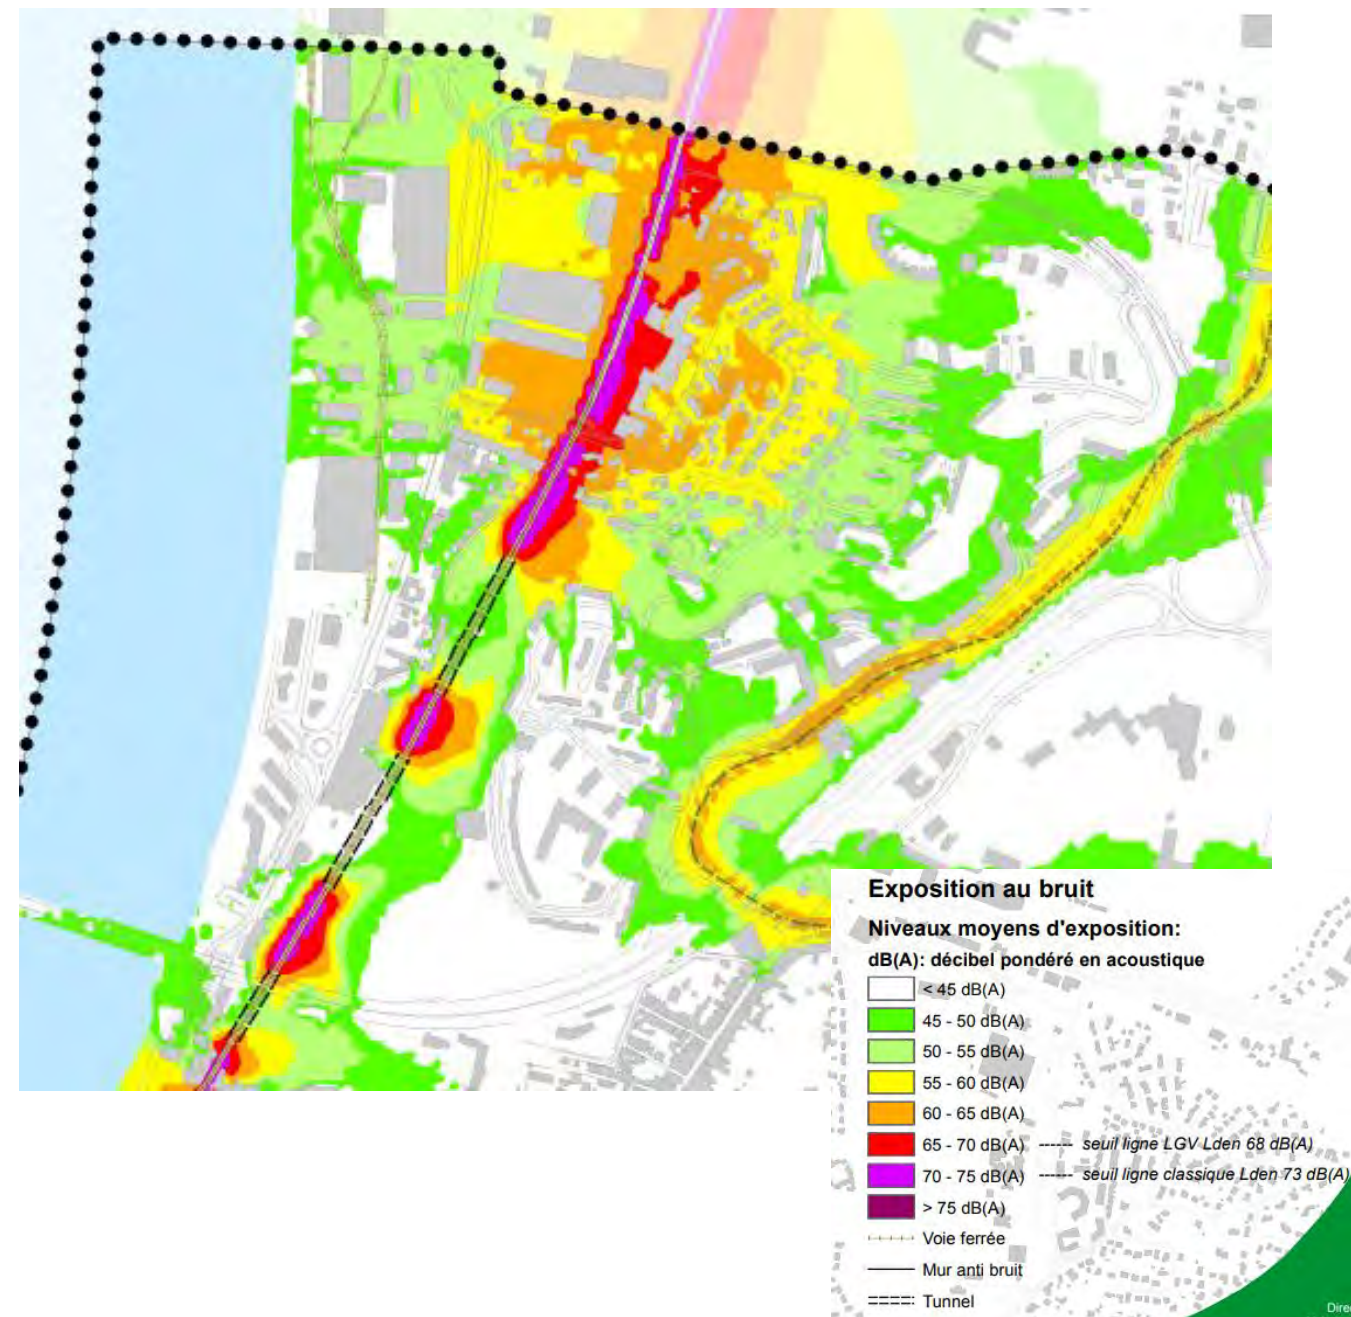 Exposition au bruit
Niveaux moyens d'exposition:
dB(A): décibel pondéré en acoustique
< 45 dB(A)
45 - 50 dB(A)
50 - 55 dB(A)
55 - 60 dB(A)
60 - 65 dB(A)
65 - 70 dB(A) ------ seuil ligne LGV Lden 68 dB(A)
70 - 75 dB(A) ------ seuil ligne classique Lden 73 dB(A)
> 75 dB(A)
Voie ferrée
Mur anti bruit
Tunnel